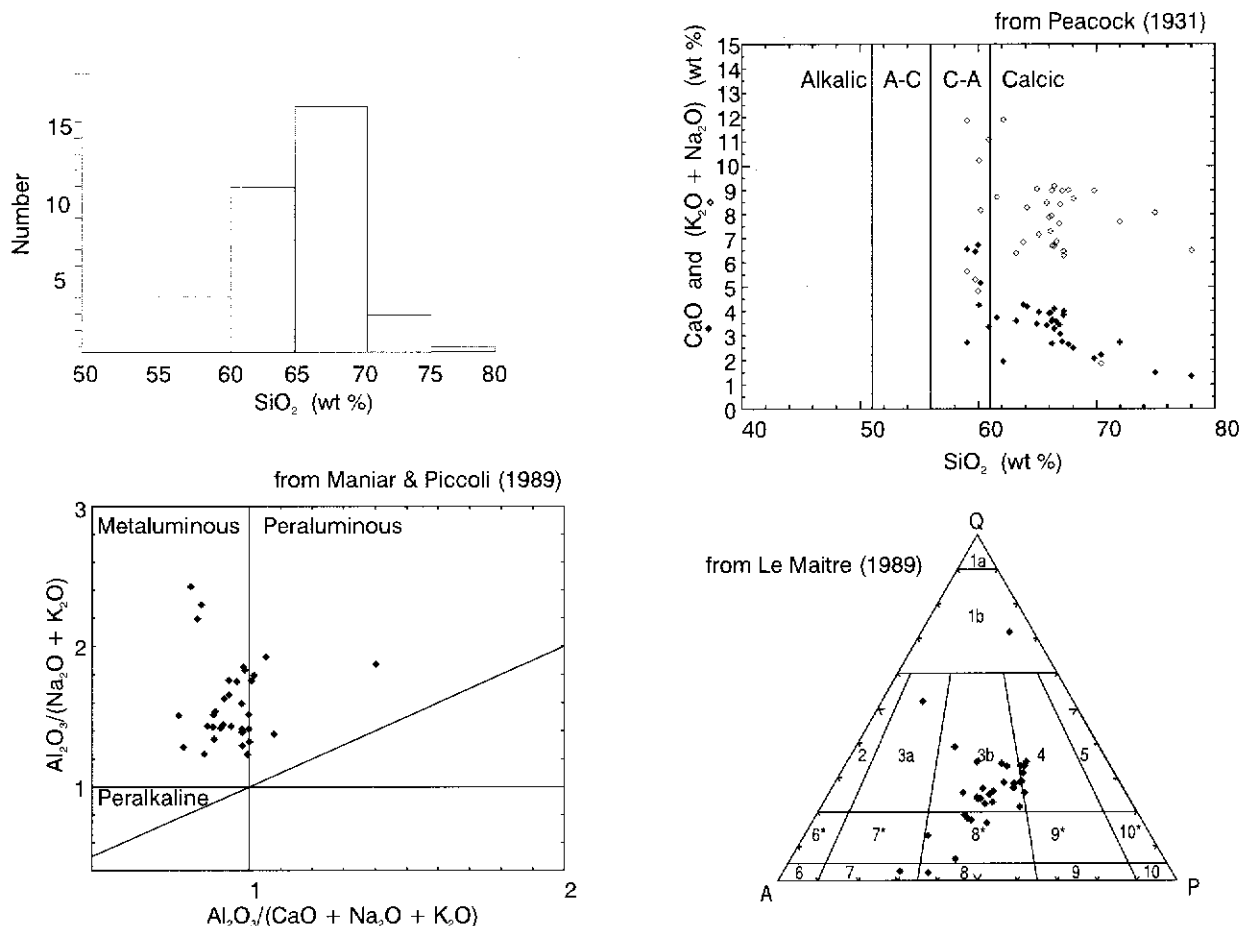 15
10
5
Number
50 55 60 65 70 75 80
SiO₂ (wt %)
from Peacock (1931)
15
14
13
12
11
10
9
8
7
6
5
4
3
2
1
0
CaO and (K₂O + Na₂O) (wt %)
Alkalic A-C C-A Calcic
40 50 60 70 80
SiO₂ (wt %)
from Maniar & Piccoli (1989)
3
2
1
Al₂O₃/(Na₂O + K₂O)
Metaluminous Peraluminous
Peralkaline
1 2
Al₂O₃/(CaO + Na₂O + K₂O)
from Le Maitre (1989)
Q
1a
1b
2 3a 3b 4 5
6* 7* 8* 9* 10*
6 7 8 9 10
A P